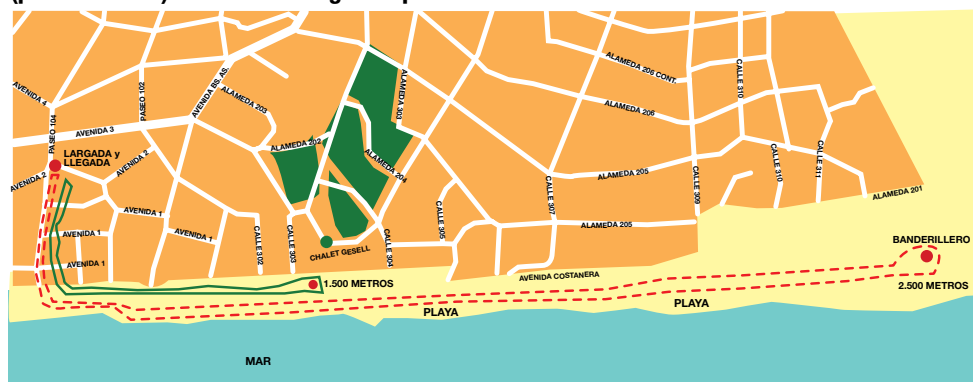 ALAMEDA 206 CONT.
CALLE 310
AVENIDA 4
PASEO 102
AVENIDA BS. AS.
ALAMEDA 203
ALAMEDA 303
ALAMEDA 206
PASEO 104
AVENIDA 3
ALAMEDA 202
LARGADA y
LLEGADA
AVENIDA 2
AVENIDA 2
ALAMEDA 204
ALAMEDA 205
CALLE 310
CALLE 311
CALLE 307
CALLE 309
ALAMEDA 201
AVENIDA 1
CALLE 305
ALAMEDA 205
AVENIDA 1
AVENIDA 1
CALLE 302
CALLE 303
CHALET GESELL
CALLE 304
BANDERILLERO
AVENIDA 1
AVENIDA COSTANERA
1.500 METROS
2.500 METROS
PLAYA
PLAYA
MAR